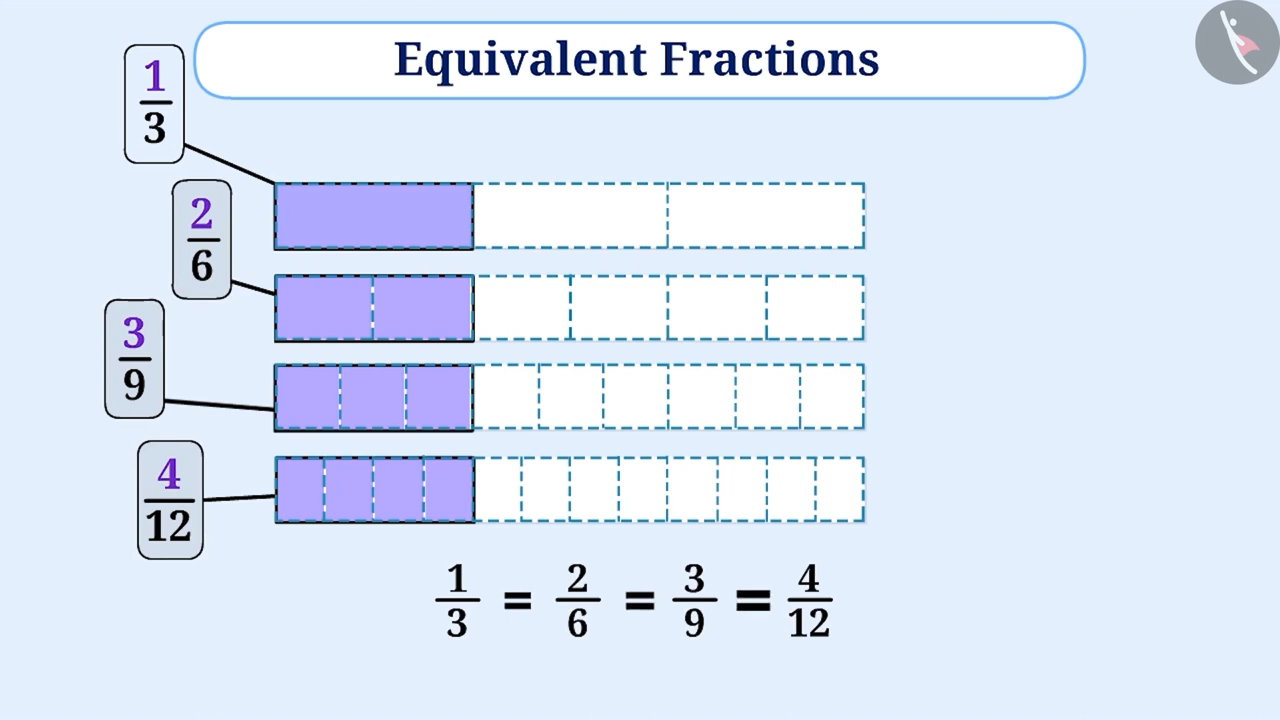 Equivalent Fractions
1/3
2/6
3/9
4/12
1/3 = 2/6 = 3/9 = 4/12